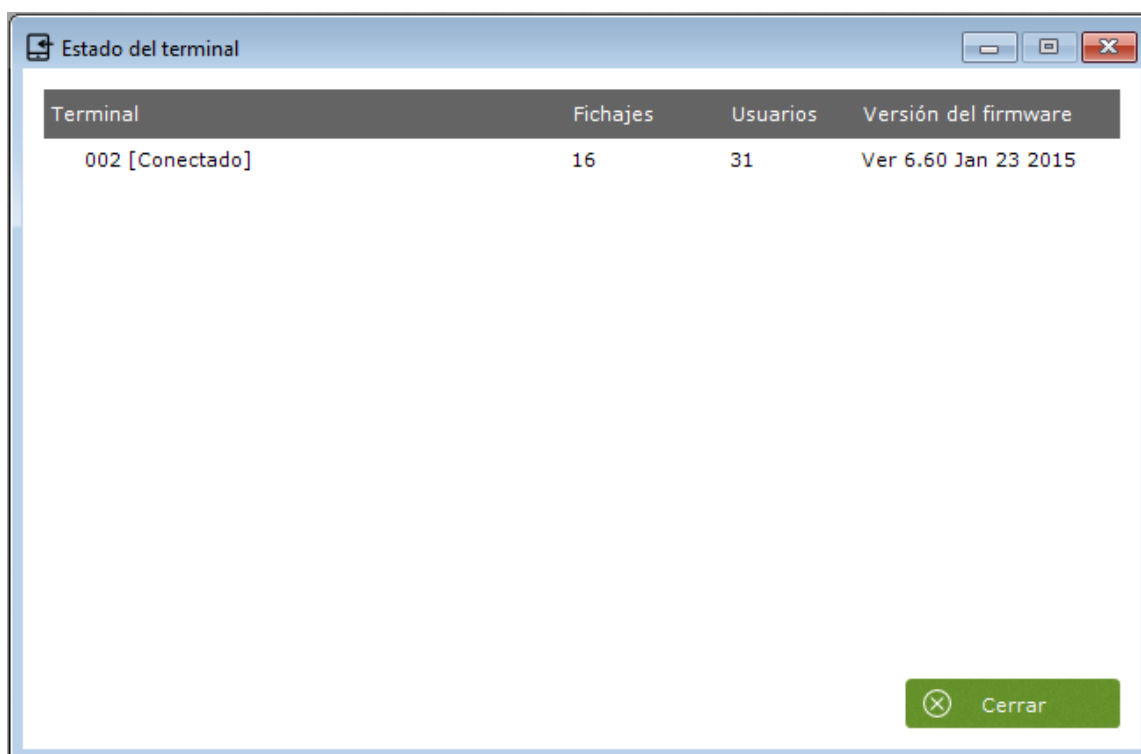 Estado del terminal
Terminal Fichajes Usuarios Versión del firmware
002 [Conectado] 16 31 Ver 6.60 Jan 23 2015
Cerrar